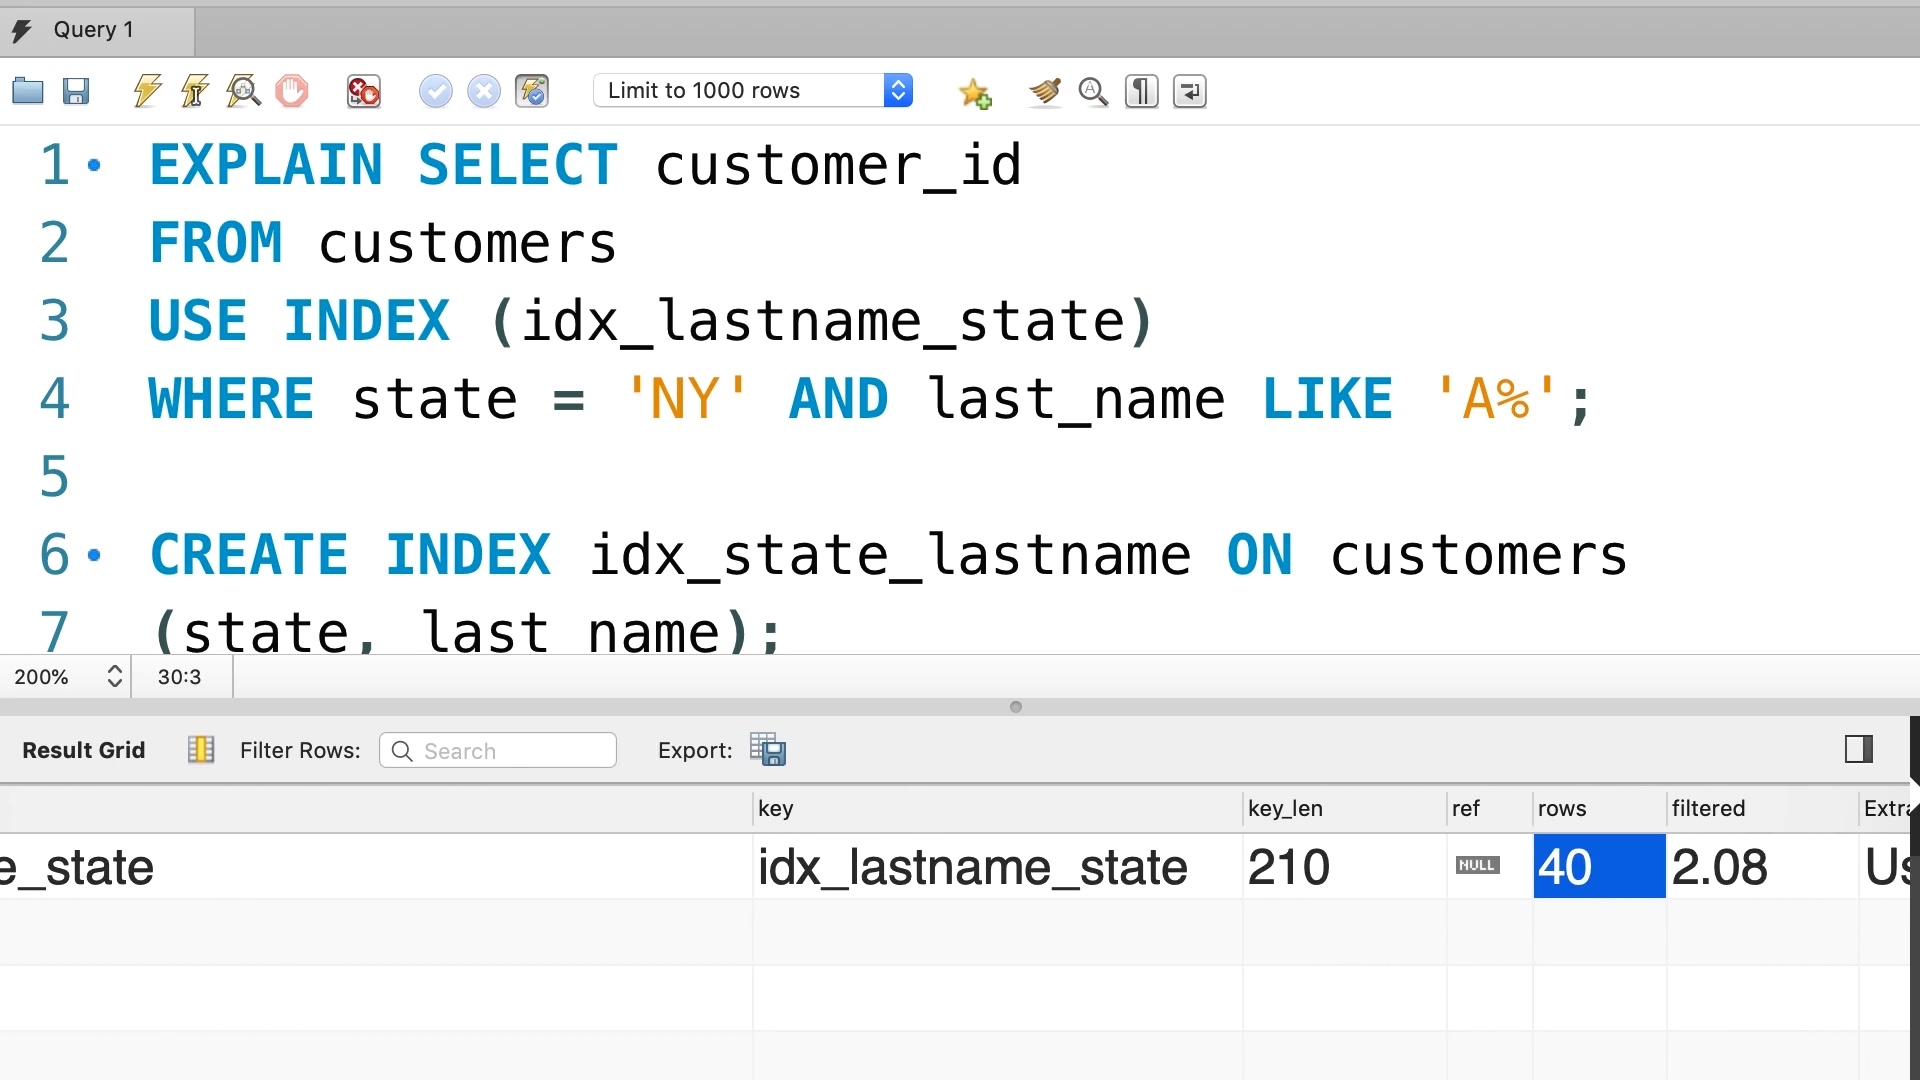 Query 1
Limit to 1000 rows
1 EXPLAIN SELECT customer_id
2 FROM customers
3 USE INDEX (idx_lastname_state)
4 WHERE state = 'NY' AND last_name LIKE 'A%';
5
6 CREATE INDEX idx_state_lastname ON customers
7 (state, last_name);
200% 30:3
Result Grid Filter Rows: Search Export:
key key_len ref rows filtered Extr
e_state idx_lastname_state 210 NULL 40 2.08 Us